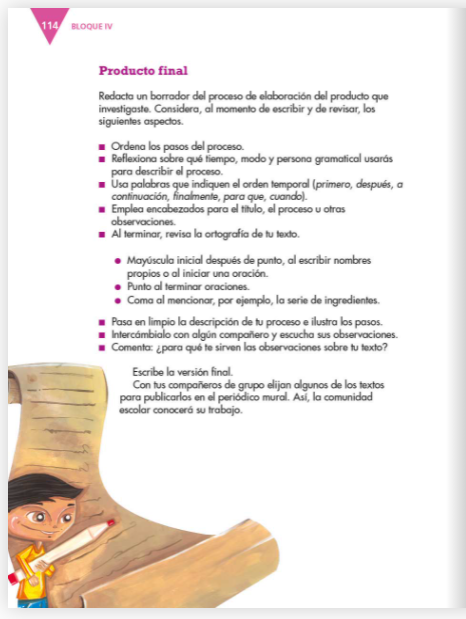 114 BLOQUE IV
Producto final
Redacta un borrador del proceso de elaboración del producto que
investigaste. Considera, al momento de escribir y de revisar, los
siguientes aspectos.
■ Ordena los pasos del proceso.
■ Reflexiona sobre qué tiempo, modo y persona gramatical usarás
para describir el proceso.
■ Usa palabras que indiquen el orden temporal (primero, después, a
continuación, finalmente, para que, cuando).
■ Emplea encabezados para el título, el proceso u otras
observaciones.
■ Al terminar, revisa la ortografía de tu texto.
● Mayúscula inicial después de punto, al escribir nombres
propios o al iniciar una oración.
● Punto al terminar oraciones.
● Coma al mencionar, por ejemplo, la serie de ingredientes.
■ Pasa en limpio la descripción de tu proceso e ilustra los pasos.
■ Intercámbialo con algún compañero y escucha sus observaciones.
■ Comenta: ¿para qué te sirven las observaciones sobre tu texto?
Escribe la versión final.
Con tus compañeros de grupo elijan algunos de los textos
para publicarlos en el periódico mural. Así, la comunidad
escolar conocerá su trabajo.